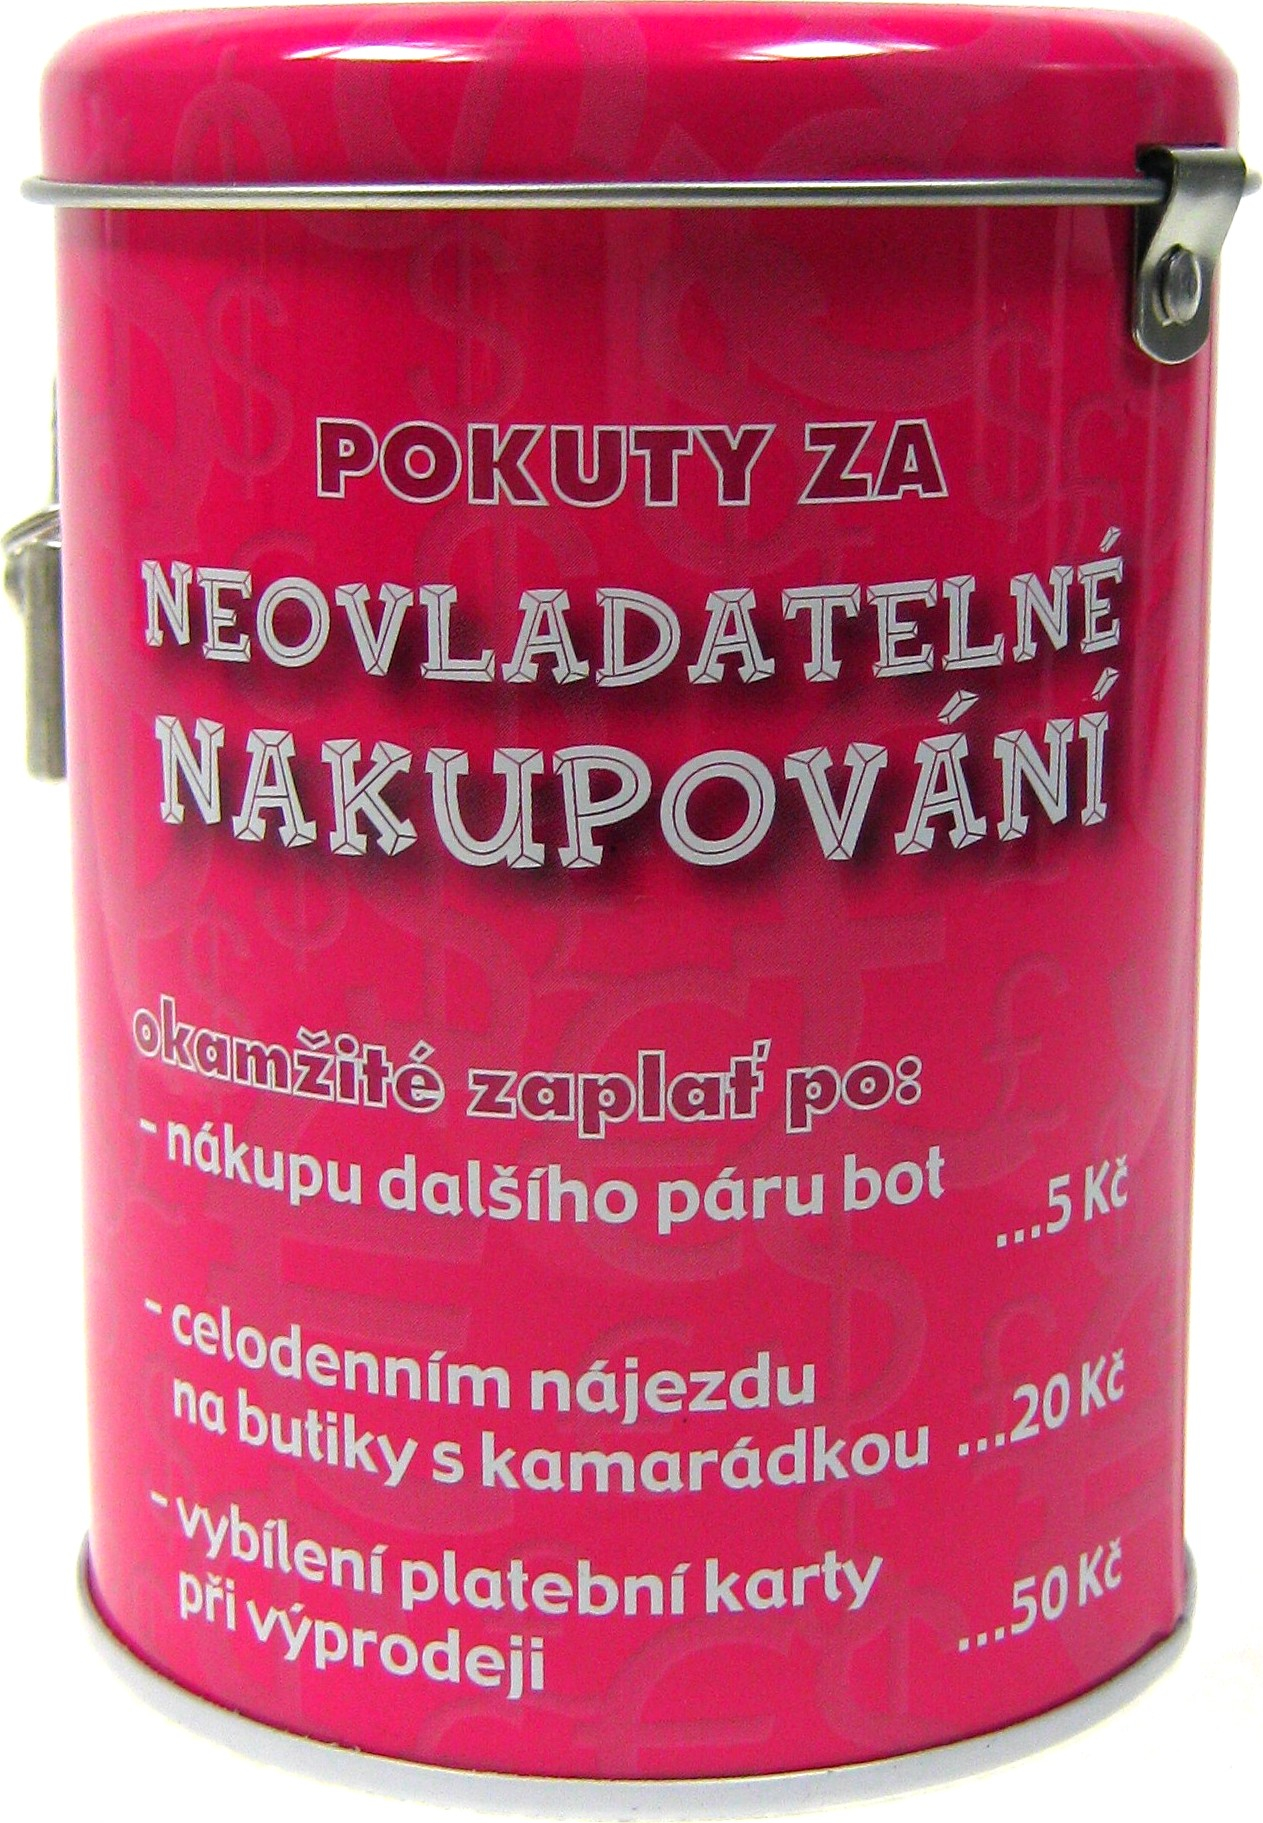 POKUTY ZA
NEOVLADATELNÉ
NAKUPOVÁNÍ
okamžité zaplať po:
- nákupu dalšího páru bot ...5 Kč
- celodenním nájezdu
na butiky s kamarádkou ...20 Kč
- vybílení platební karty
při výprodeji ...50 Kč